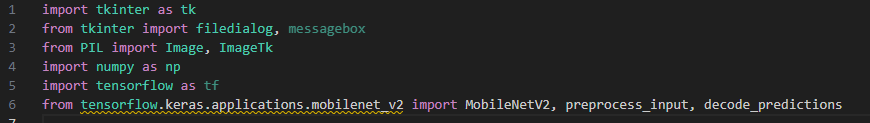 1 import tkinter as tk
2 from tkinter import filedialog, messagebox
3 from PIL import Image, ImageTk
4 import numpy as np
5 import tensorflow as tf
6 from tensorflow.keras.applications.mobilenet_v2 import MobileNetV2, preprocess_input, decode_predictions
7